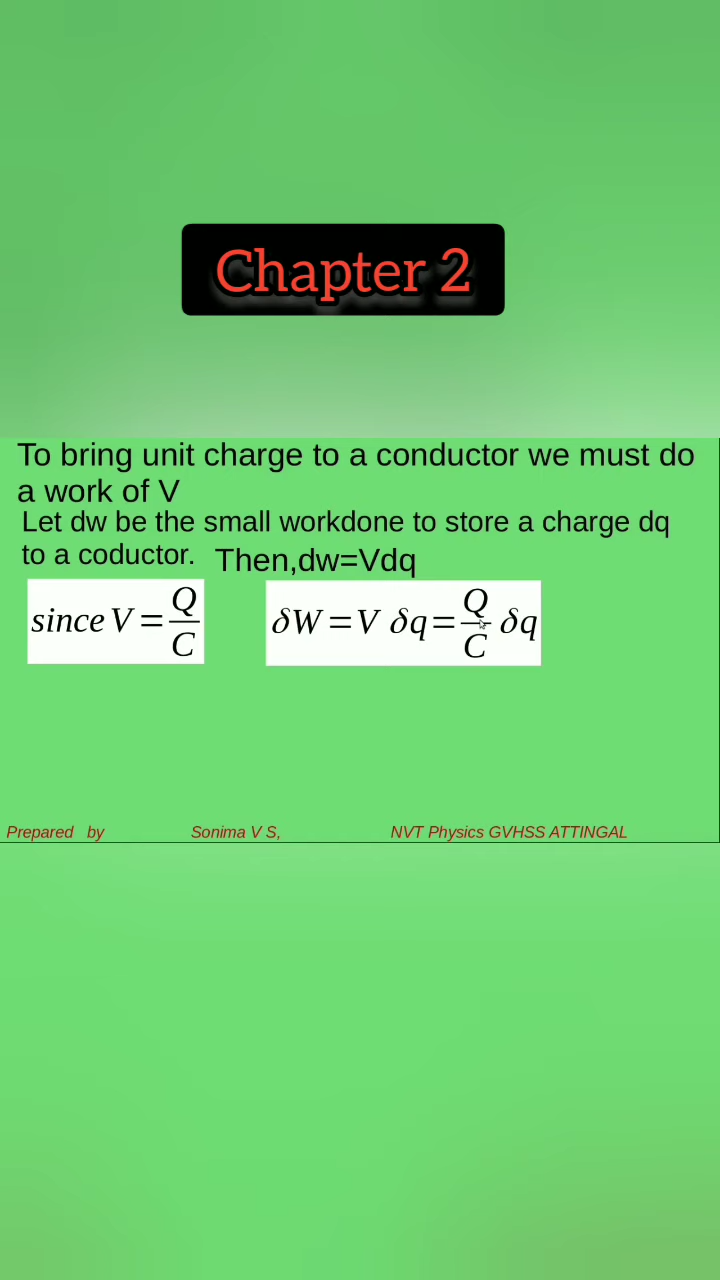 Chapter 2
To bring unit charge to a conductor we must do
a work of V
Let dw be the small workdone to store a charge dq
to a coductor. Then,dw=Vdq
since V = Q/C
δW = V δq = Q/C δq
Prepared by Sonima V S, NVT Physics GVHSS ATTINGAL